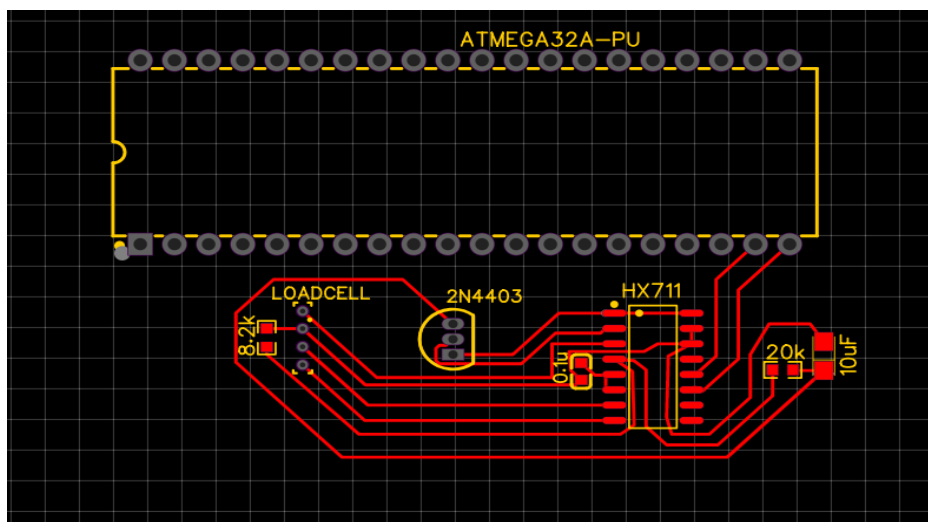 ATMEGA32A-PU
LOADCELL
2N4403
HX711
8.2k
0.1u
20k
10uF